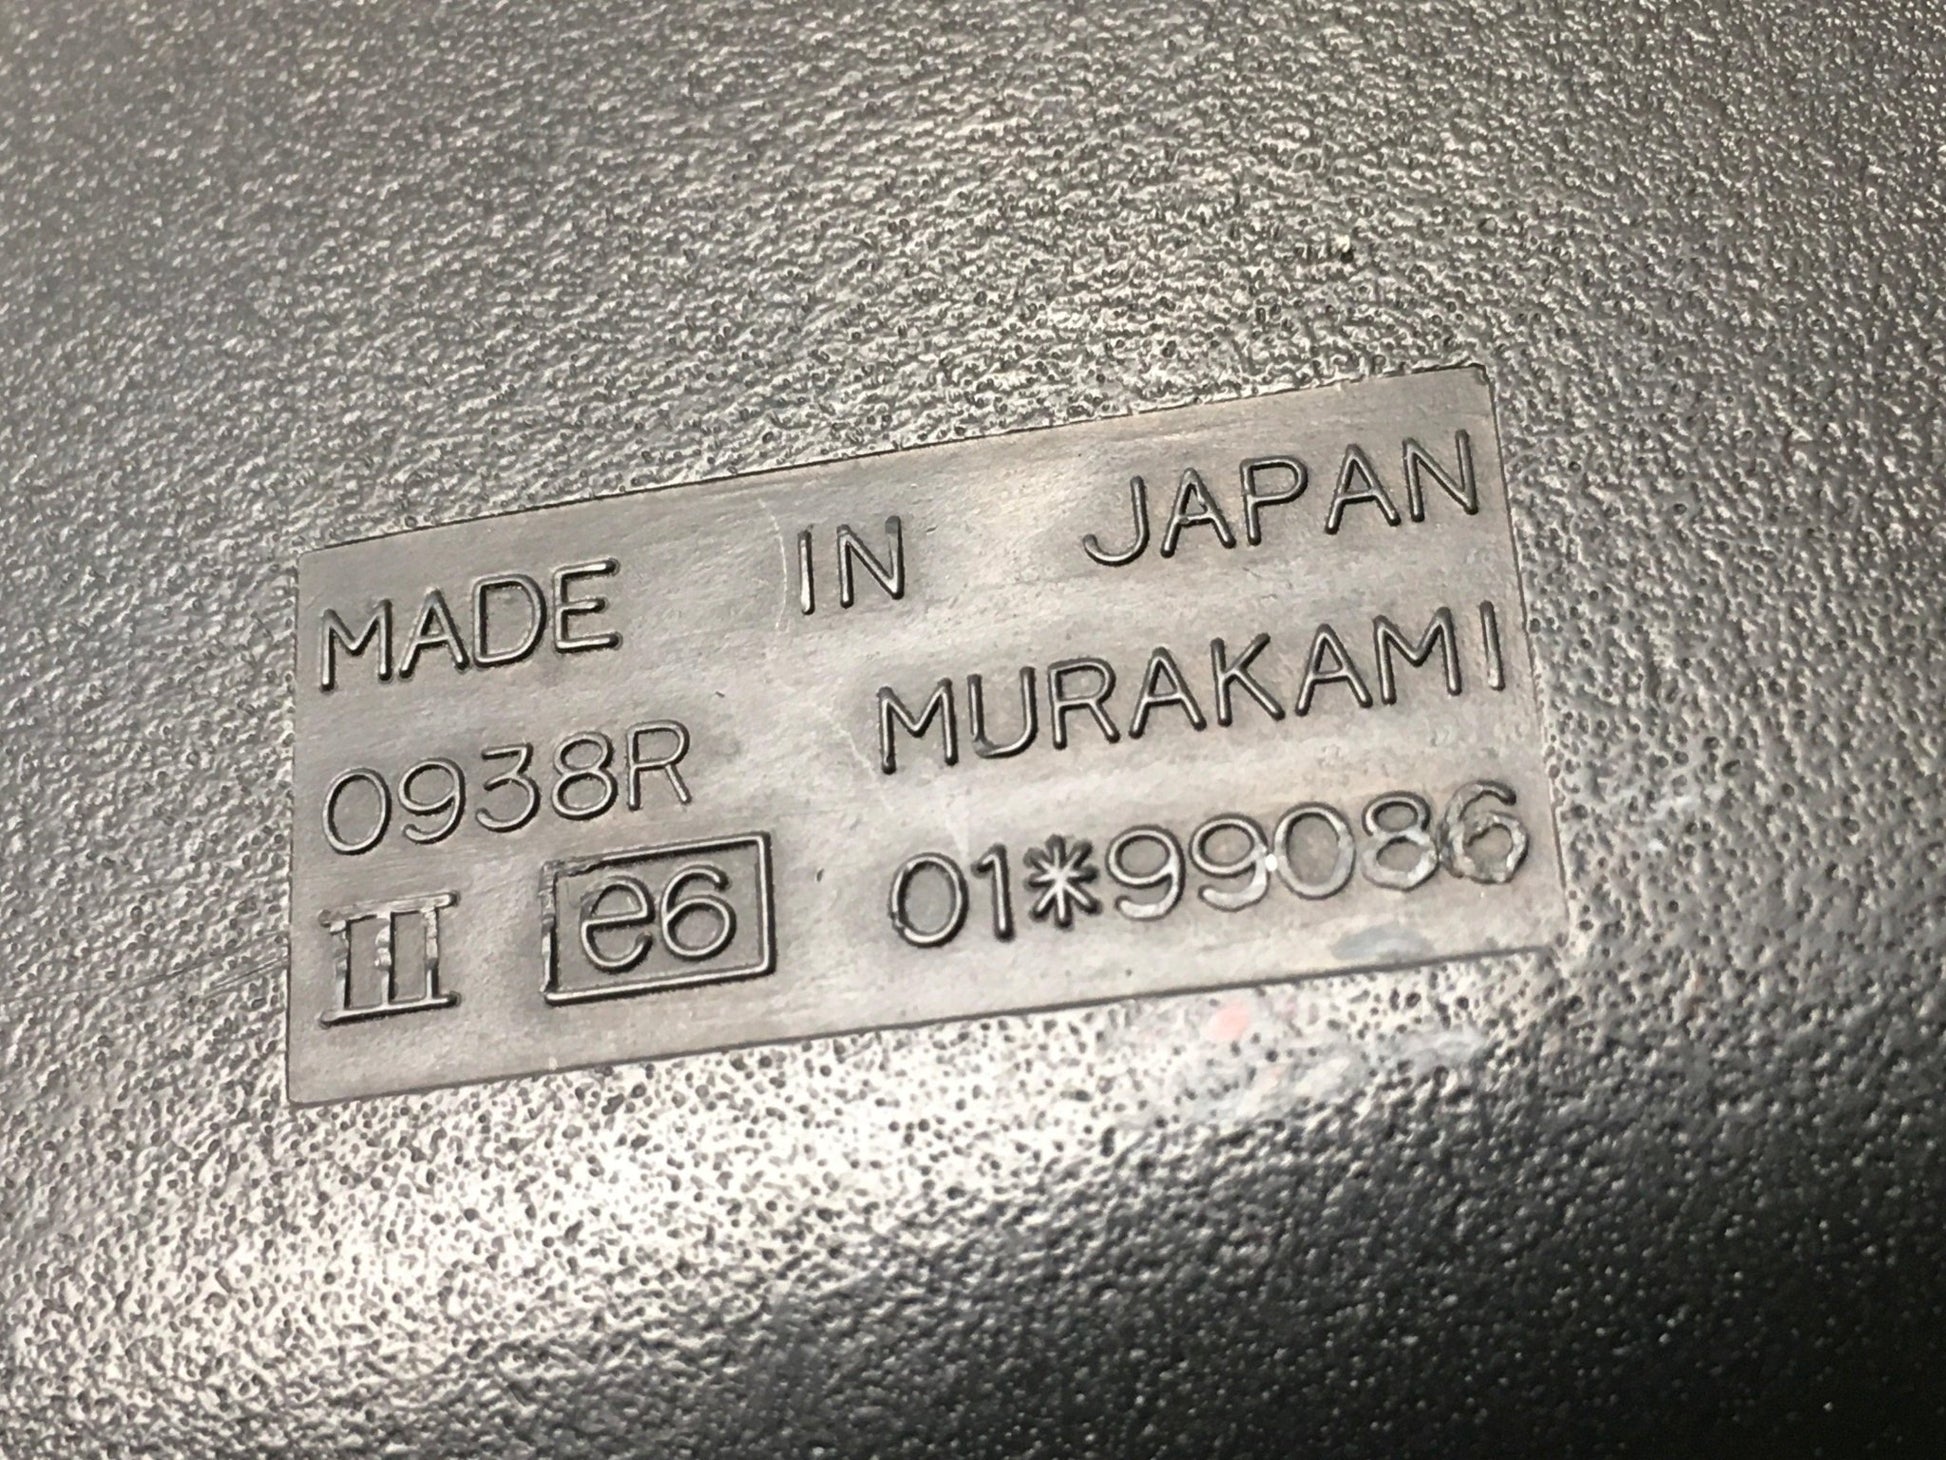 MADE IN JAPAN
0938R MURAKAMI
III e6 01*99086